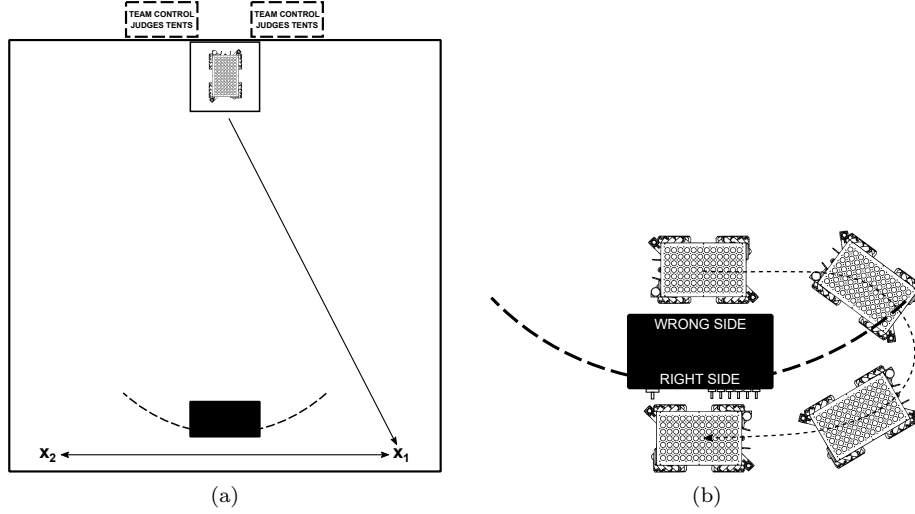 TEAM CONTROL
JUDGES TENTS
TEAM CONTROL
JUDGES TENTS
X2
X1
(a)
WRONG SIDE
RIGHT SIDE
(b)